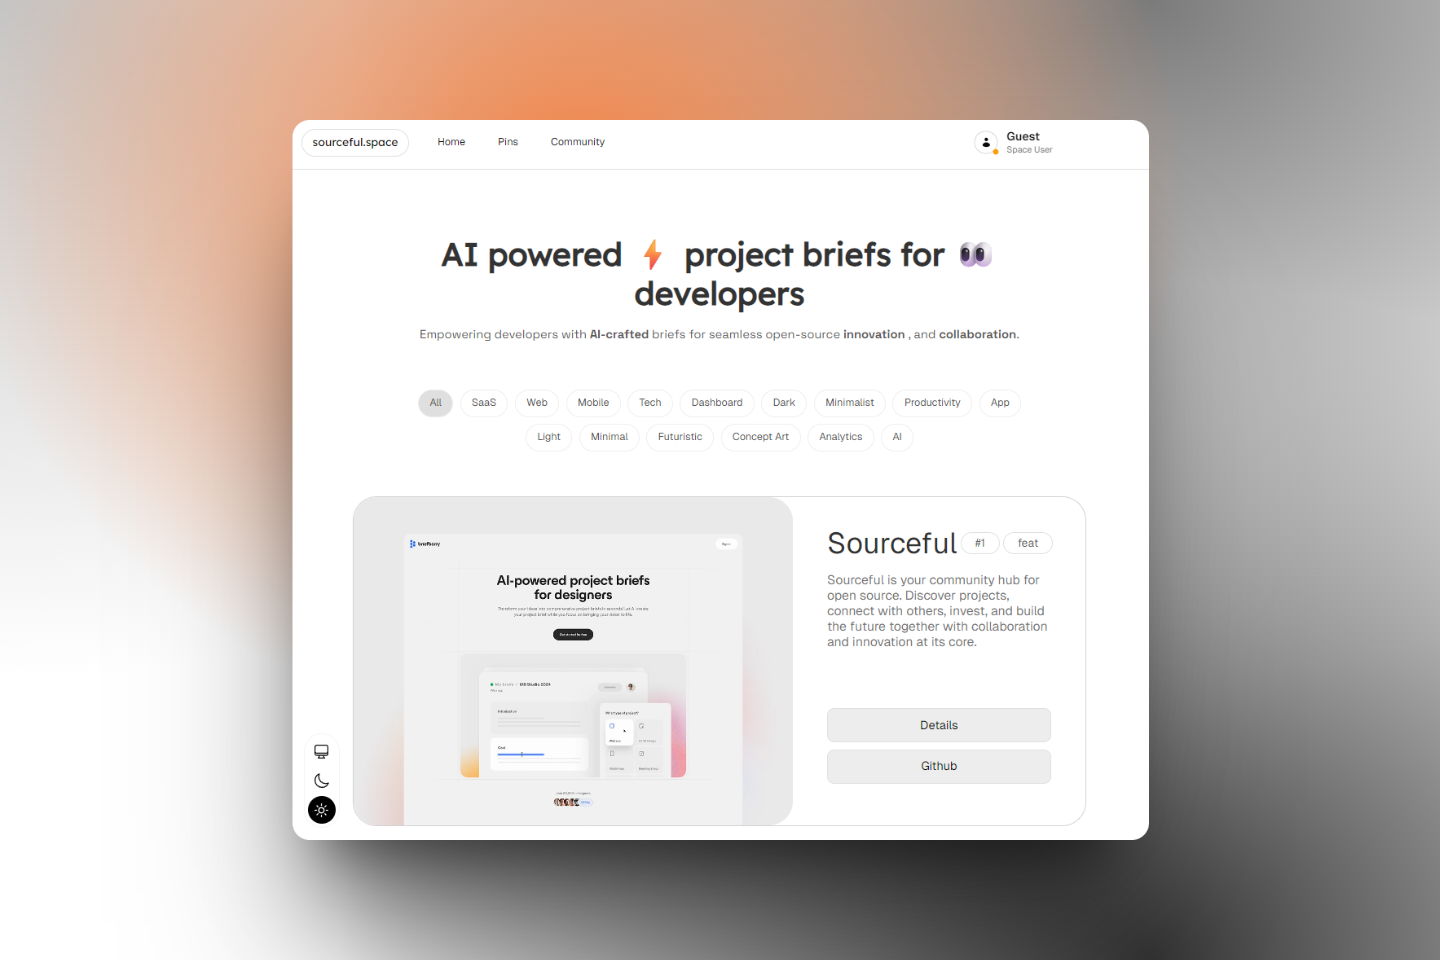 sourceful.space
Home
Pins
Community
Guest
Space User
AI powered ⚡ project briefs for 👀
developers
Empowering developers with AI-crafted briefs for seamless open-source innovation , and collaboration.
All
SaaS
Web
Mobile
Tech
Dashboard
Dark
Minimalist
Productivity
App
Light
Minimal
Futuristic
Concept Art
Analytics
AI
AI-powered project briefs
for designers
Introduction
Goal
Sourceful
#1
feat
Sourceful is your community hub for
open source. Discover projects,
connect with others, invest, and build
the future together with collaboration
and innovation at its core.
Details
Github